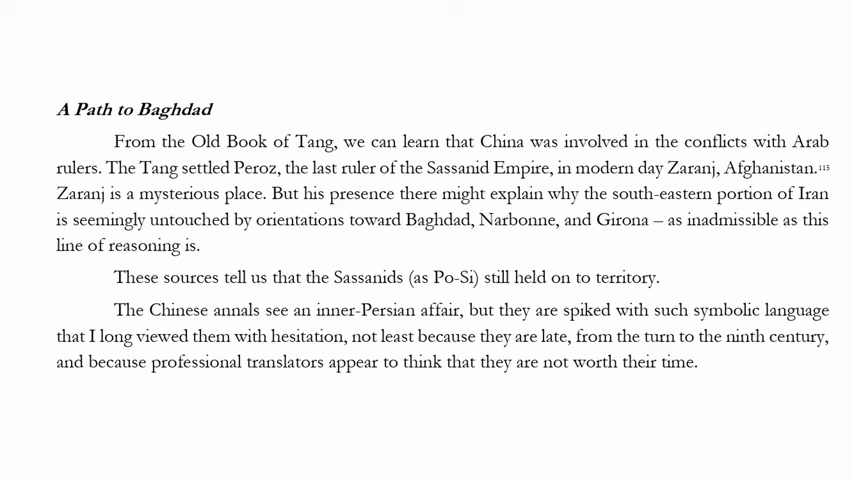 A Path to Baghdad
From the Old Book of Tang, we can learn that China was involved in the conflicts with Arab
rulers. The Tang settled Peroz, the last ruler of the Sassanid Empire, in modern day Zaranj, Afghanistan.115
Zaranj is a mysterious place. But his presence there might explain why the south-eastern portion of Iran
is seemingly untouched by orientations toward Baghdad, Narbonne, and Girona – as inadmissible as this
line of reasoning is.
These sources tell us that the Sassanids (as Po-Si) still held on to territory.
The Chinese annals see an inner-Persian affair, but they are spiked with such symbolic language
that I long viewed them with hesitation, not least because they are late, from the turn to the ninth century,
and because professional translators appear to think that they are not worth their time.